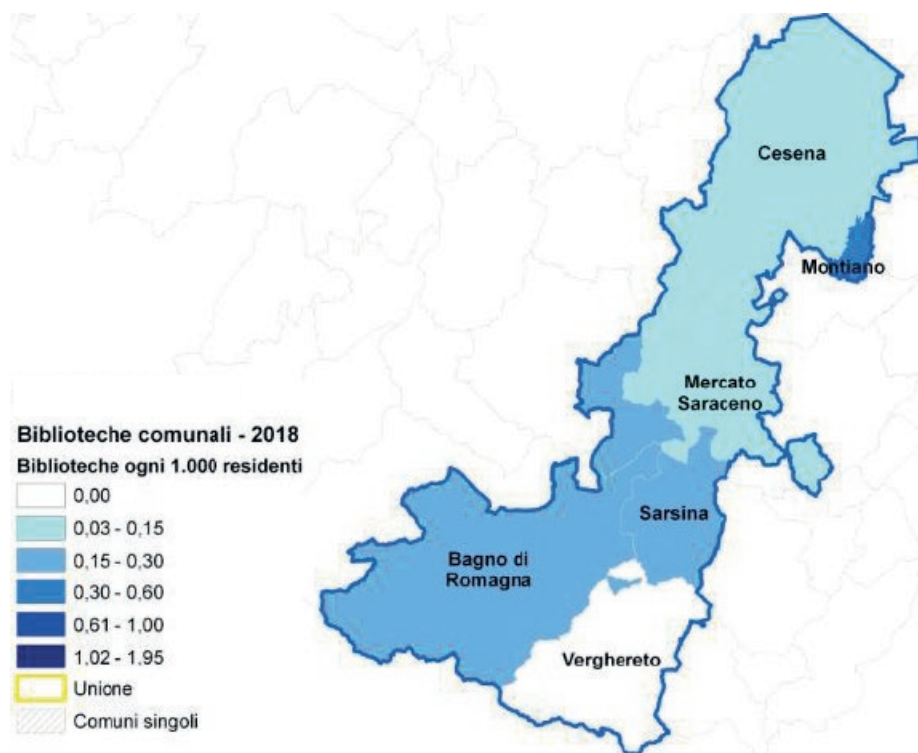 Cesena
Montiano
Mercato
Saraceno
Sarsina
Bagno di
Romagna
Verghereto
Biblioteche comunali - 2018
Biblioteche ogni 1.000 residenti
0,00
0,03 - 0,15
0,15 - 0,30
0,30 - 0,60
0,61 - 1,00
1,02 - 1,95
Unione
Comuni singoli